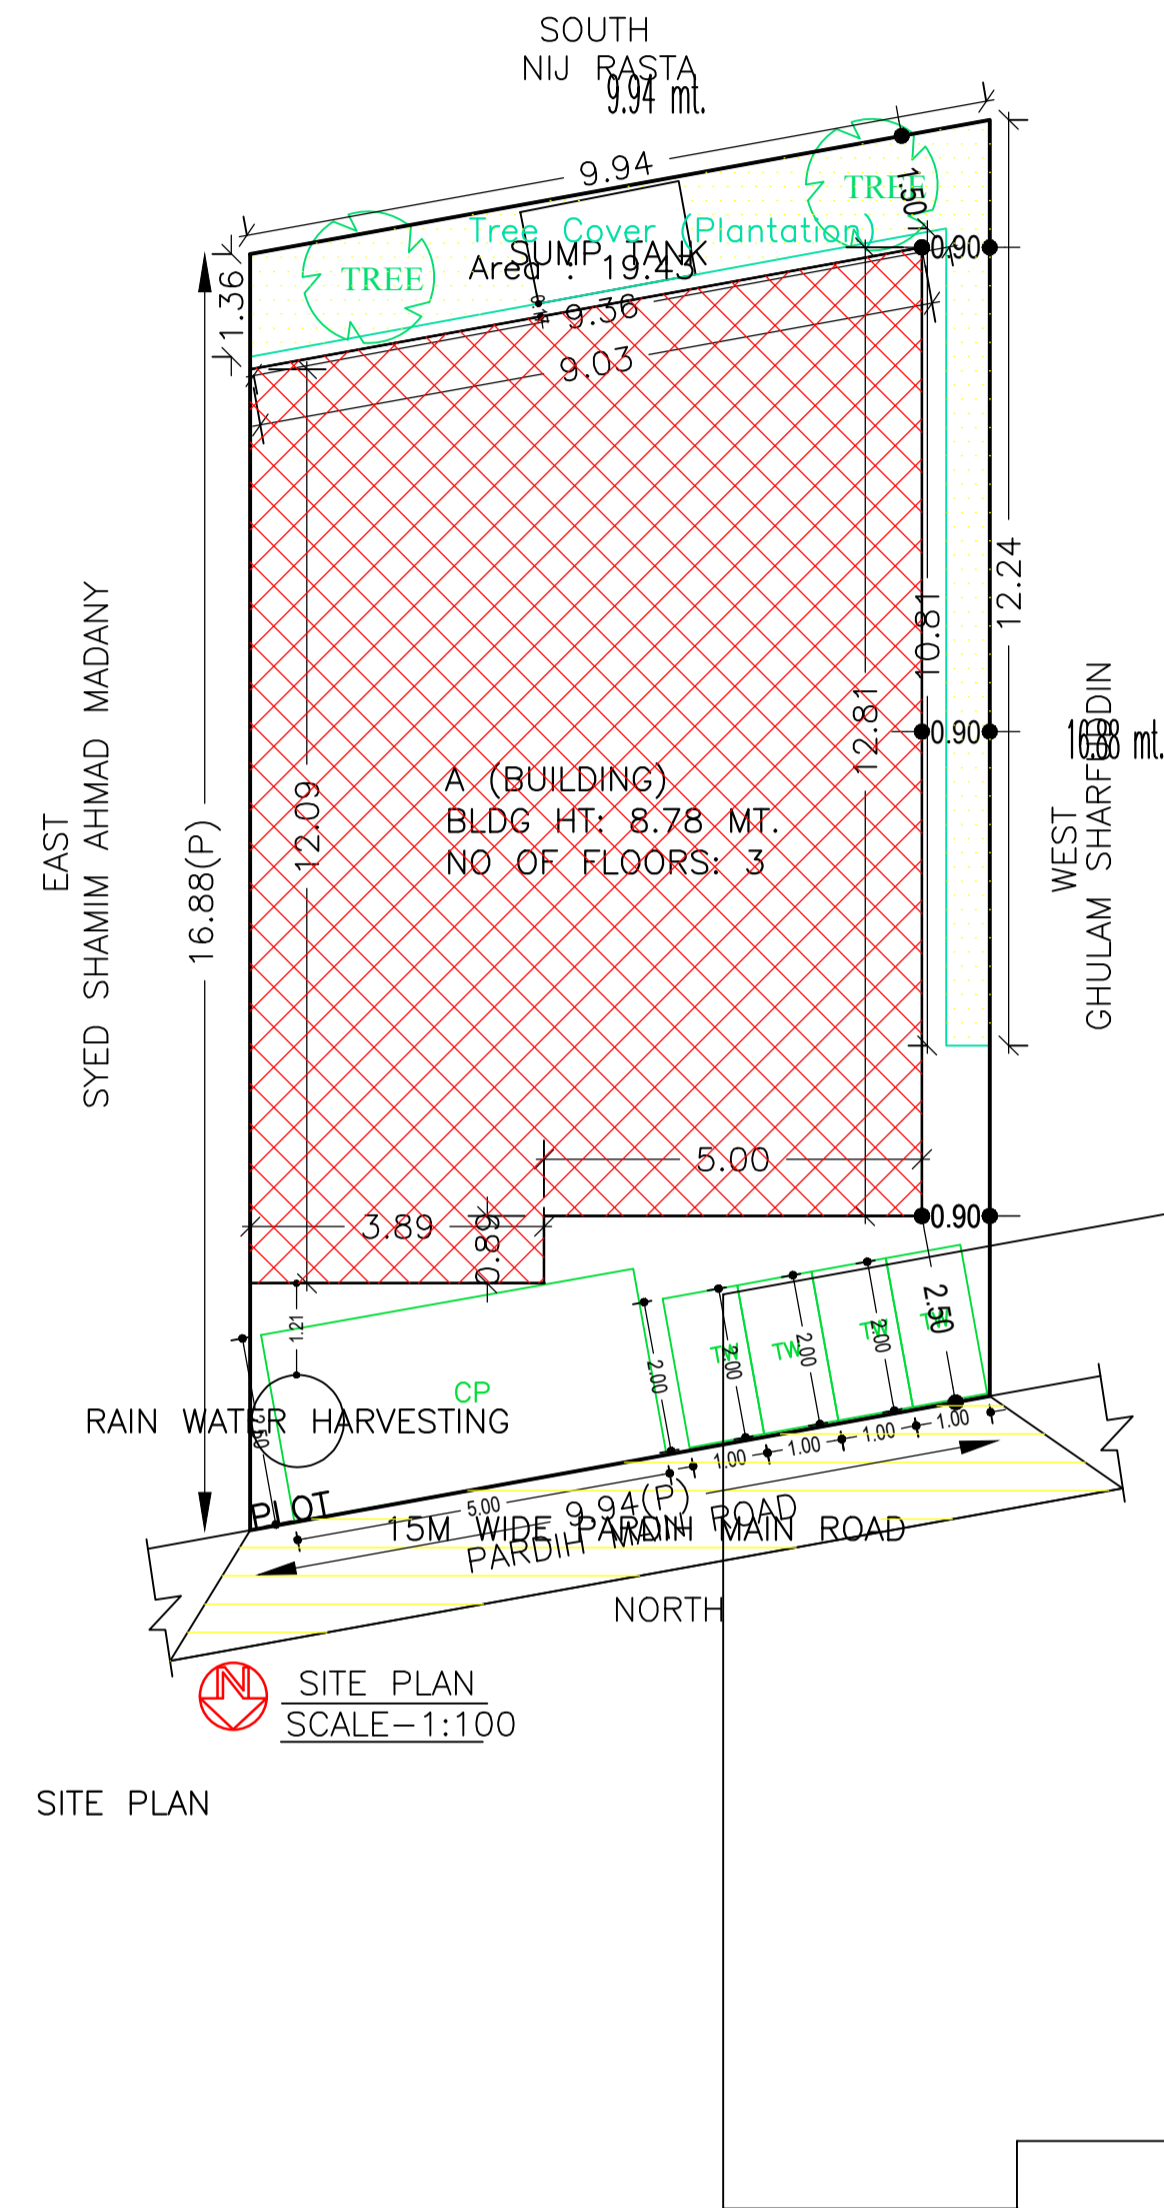 SOUTH
NIJ RASTA
9.94 mt.
9.94
TREE
1.50
TREE
Tree Cover (Plantation)
SUMP TANK
Area : 19.43
0.90
1.36
9.36
9.03
12.24
10.81
12.81
0.90
16.88 mt.
EAST
SYED SHAMIM AHMAD MADANY
16.88(P)
12.09
A (BUILDING)
BLDG HT: 8.78 MT.
NO OF FLOORS: 3
WEST
GHULAM SHARFUDDIN
5.00
3.89
0.89
0.90
1.21
2.50
2.00
TW
2.00
TW
2.00
TW
2.00
CP
RAIN WATER HARVESTING
1.00
1.00
1.00
1.00
PLOT
5.00
9.94(P)
15M WIDE PARDIH MAIN ROAD
PARDIH MAIN ROAD
NORTH
N
SITE PLAN
SCALE-1:100
SITE PLAN